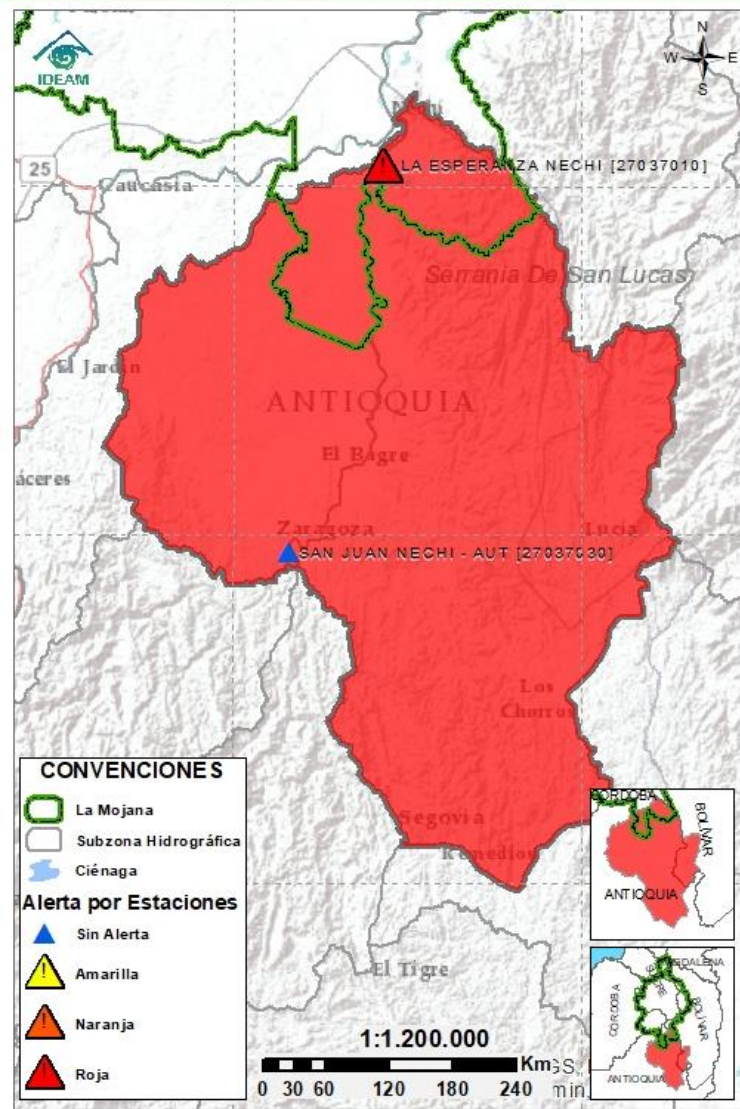 IDEAM
N
W E
S
25
Caucasia
LA ESPERANZA NECHI [27037010]
Serranía De San Lucas
El Jardín
ANTIOQUIA
El Bagre
áceres
Zaragoza
Lucia
SAN JUAN NECHI - AUT [27037030]
Los
Chorros
Segovia
Remedios
El Tigre
CONVENCIONES
La Mojana
Subzona Hidrográfica
Ciénaga
Alerta por Estaciones
Sin Alerta
Amarilla
Naranja
Roja
1:1.200.000
Km
0 30 60 120 180 240
CORDOBA
BOLÍVAR
ANTIOQUIA
CORDOBA
BOLIVAR
ANTIOQUIA